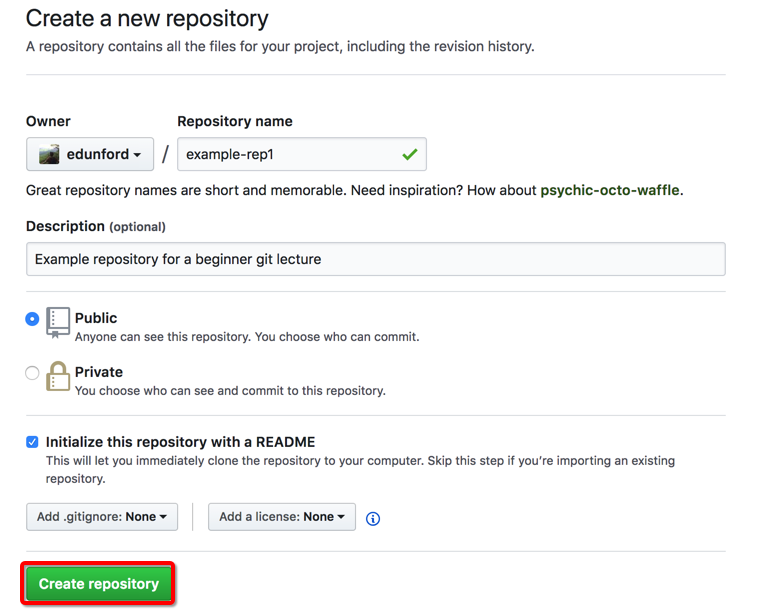 Create a new repository
A repository contains all the files for your project, including the revision history.
Owner
Repository name
edunford
/
example-rep1
Great repository names are short and memorable. Need inspiration? How about psychic-octo-waffle.
Description (optional)
Example repository for a beginner git lecture
Public
Anyone can see this repository. You choose who can commit.
Private
You choose who can see and commit to this repository.
Initialize this repository with a README
This will let you immediately clone the repository to your computer. Skip this step if you’re importing an existing
repository.
Add .gitignore: None
Add a license: None
Create repository